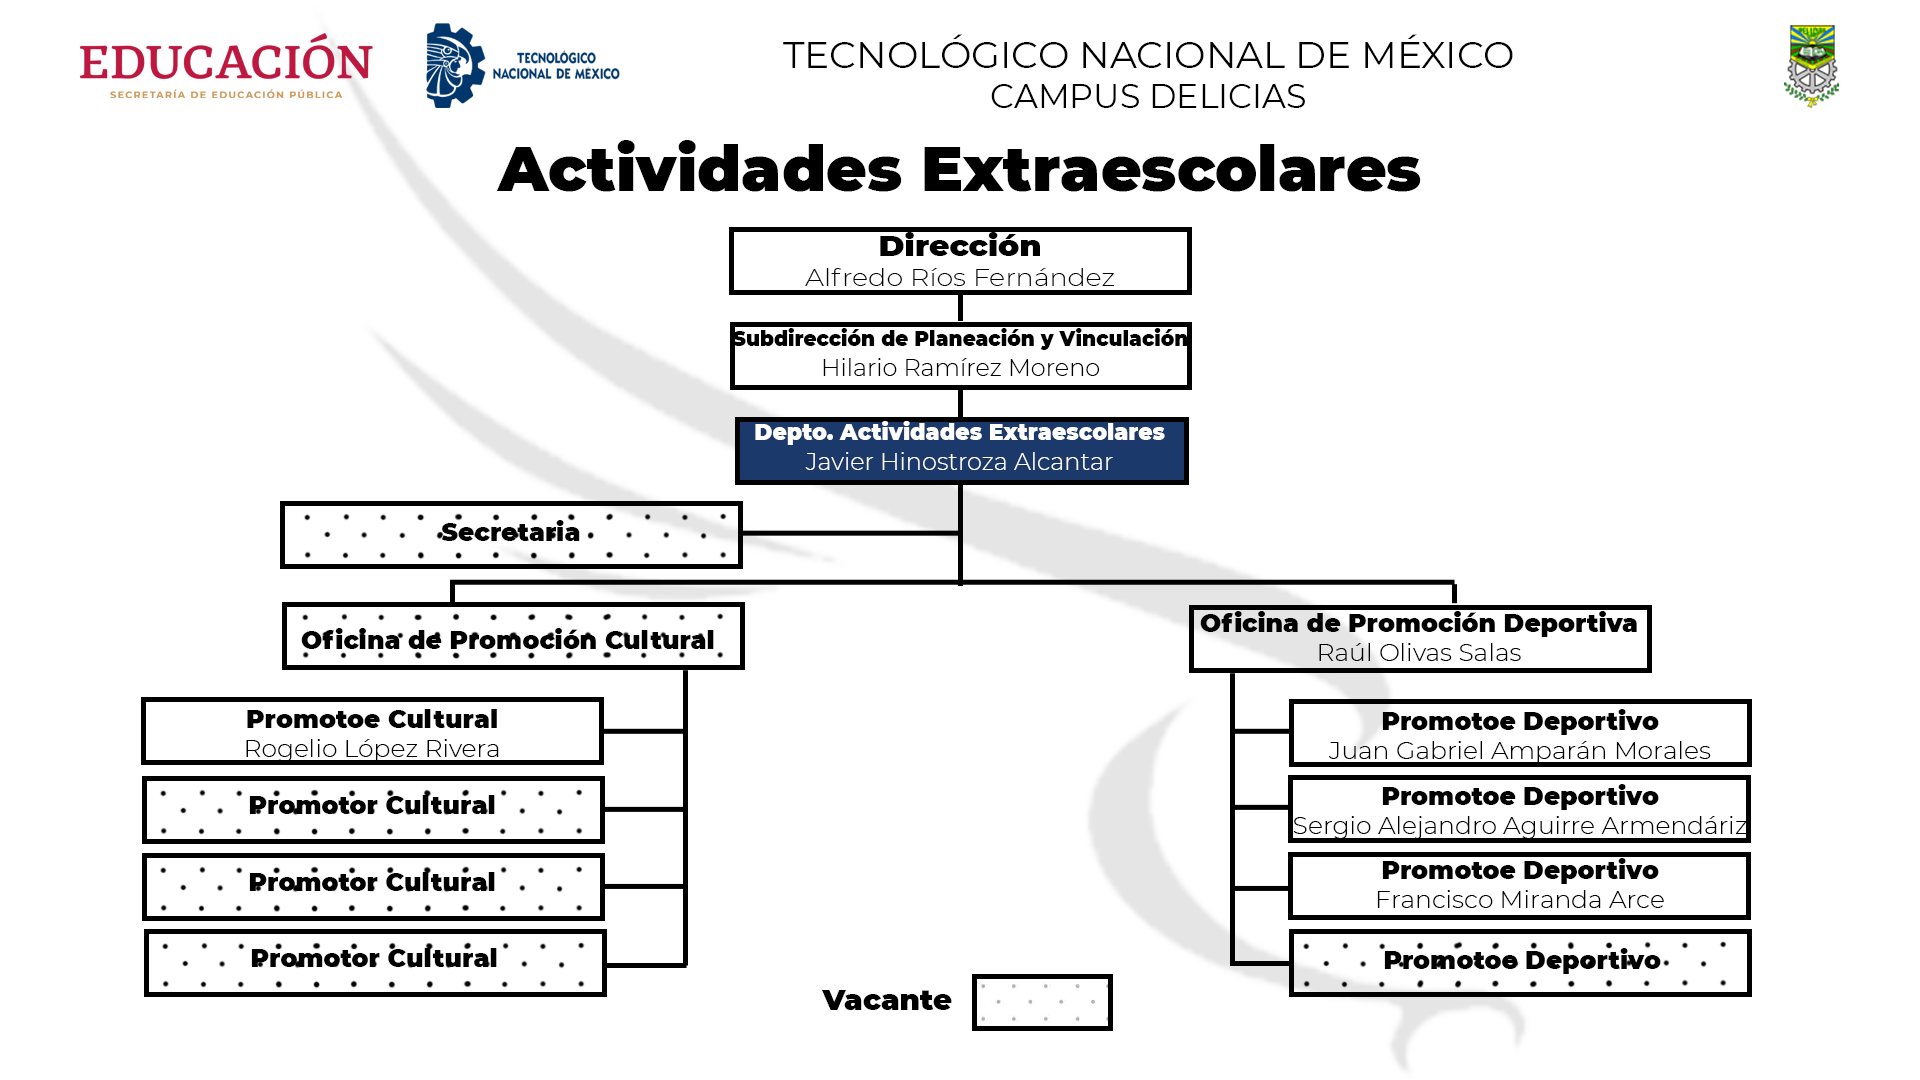 EDUCACIÓN
SECRETARÍA DE EDUCACIÓN PÚBLICA
TECNOLÓGICO
NACIONAL DE MÉXICO
TECNOLÓGICO NACIONAL DE MÉXICO
CAMPUS DELICIAS
Actividades Extraescolares
Dirección
Alfredo Ríos Fernández
Subdirección de Planeación y Vinculación
Hilario Ramírez Moreno
Depto. Actividades Extraescolares
Javier Hinostroza Alcantar
Secretaria
Oficina de Promoción Cultural
Promotoe Cultural
Rogelio López Rivera
Promotor Cultural
Promotor Cultural
Promotor Cultural
Oficina de Promoción Deportiva
Raúl Olivas Salas
Promotoe Deportivo
Juan Gabriel Amparán Morales
Promotoe Deportivo
Sergio Alejandro Aguirre Armendáriz
Promotoe Deportivo
Francisco Miranda Arce
Promotoe Deportivo
Vacante